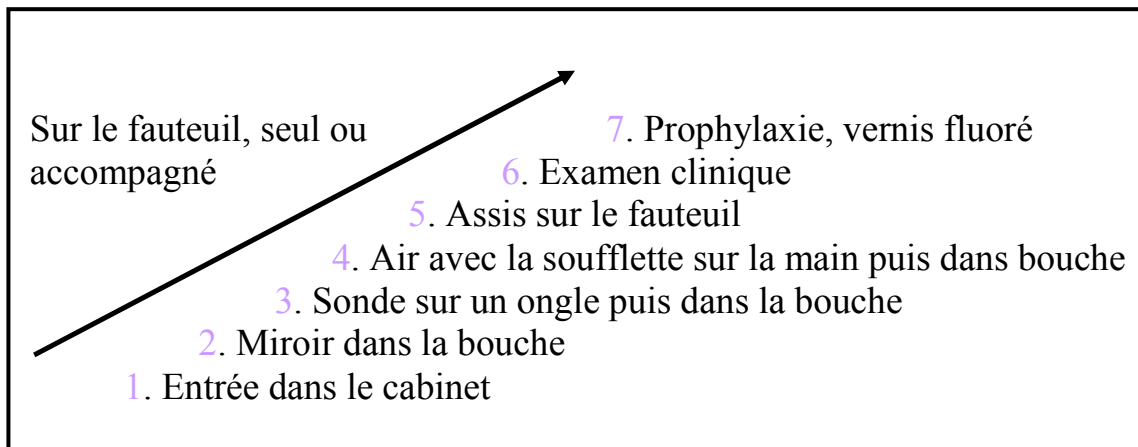 Sur le fauteuil, seul ou
accompagné
7. Prophylaxie, vernis fluoré
6. Examen clinique
5. Assis sur le fauteuil
4. Air avec la soufflette sur la main puis dans bouche
3. Sonde sur un ongle puis dans la bouche
2. Miroir dans la bouche
1. Entrée dans le cabinet